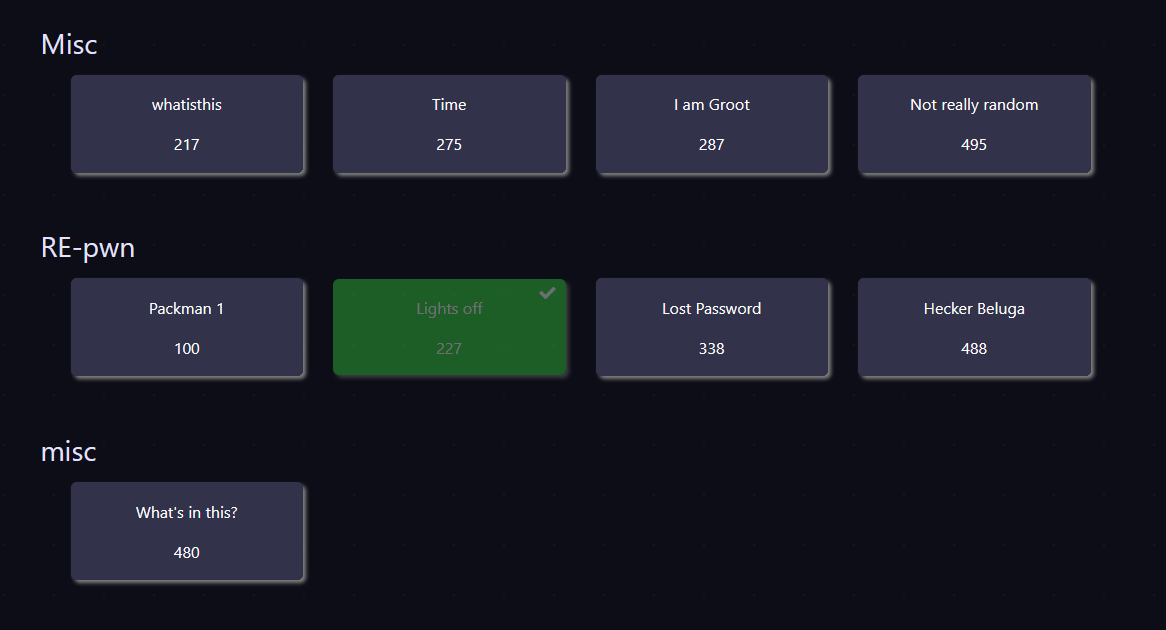 Misc
whatisthis
217
Time
275
I am Groot
287
Not really random
495
RE-pwn
Packman 1
100
Lights off
227
Lost Password
338
Hecker Beluga
488
misc
What's in this?
480